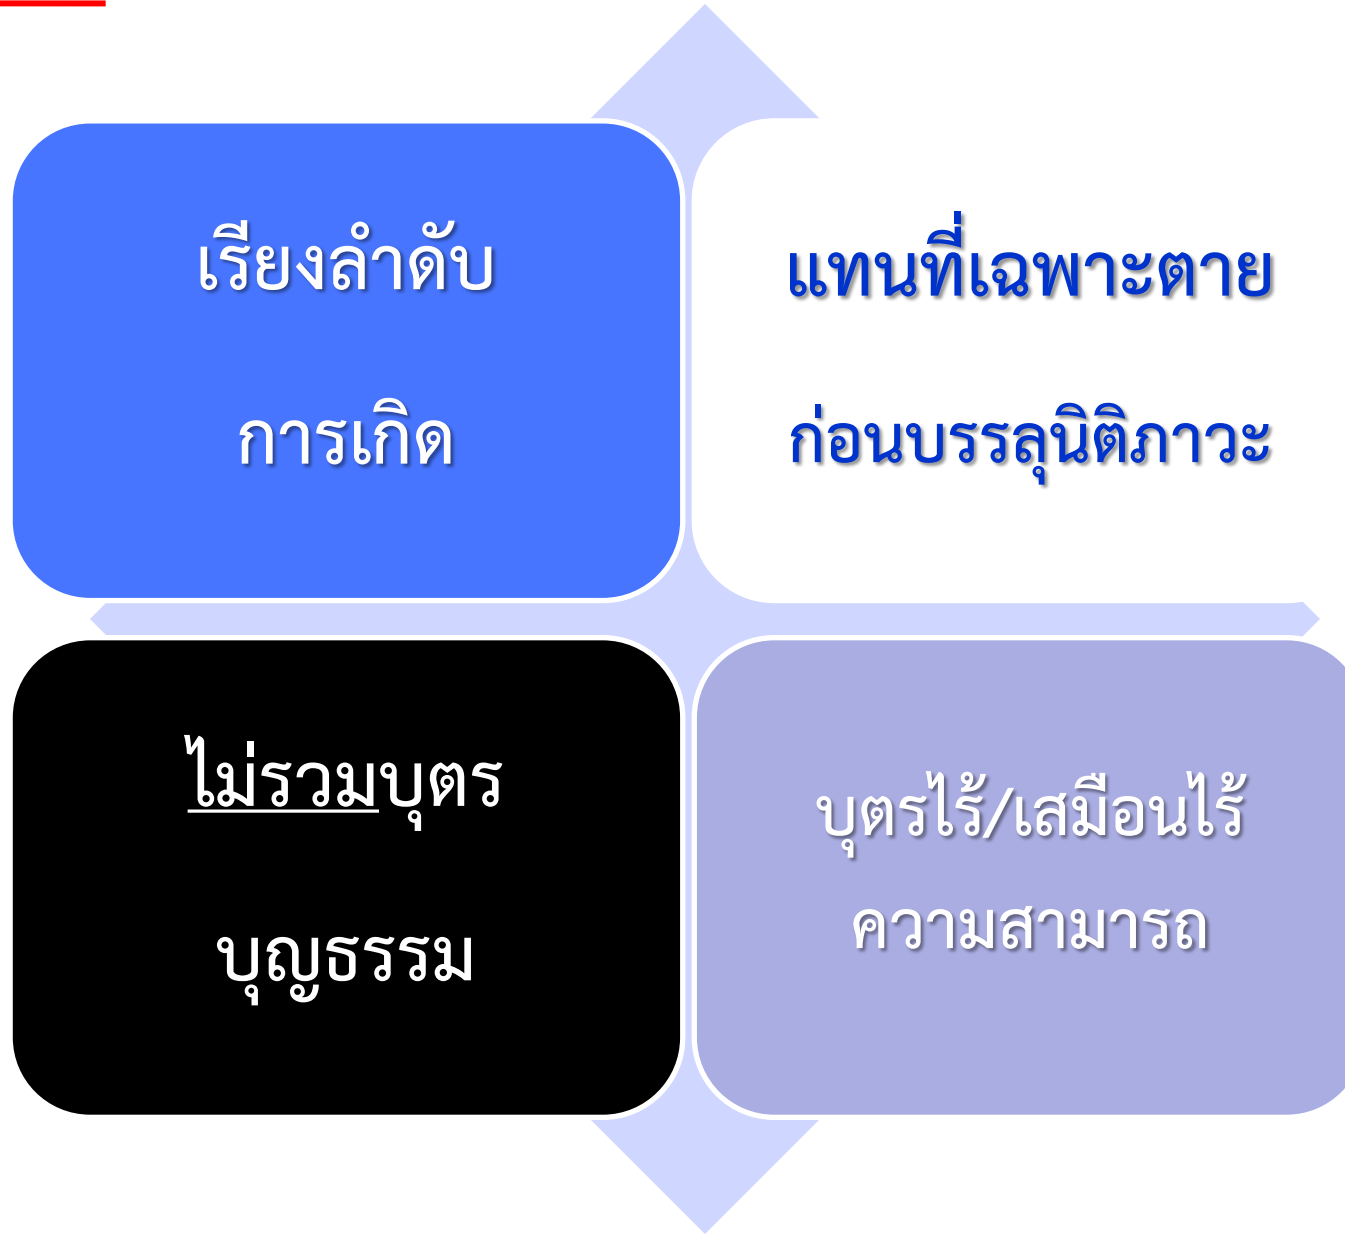 เรียงลำดับ
การเกิด
แทนที่เฉพาะตาย
ก่อนบรรลุนิติภาวะ
ไม่รวมบุตร
บุญธรรม
บุตรไร้/เสมือนไร้
ความสามารถ